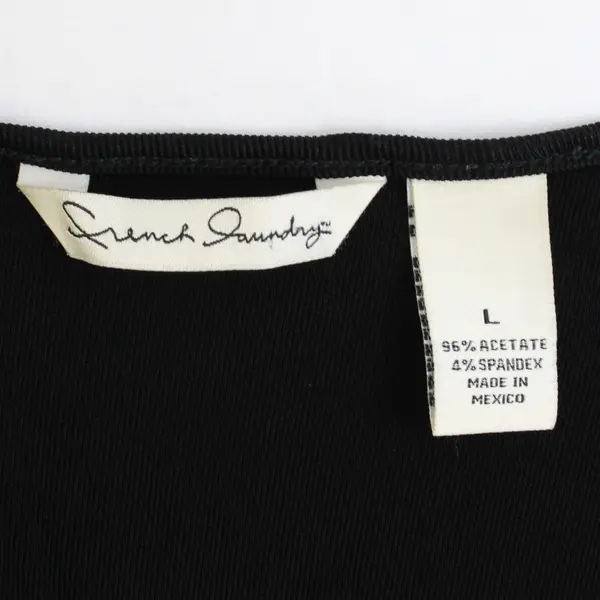 French Laundry
L
96% ACETATE
4% SPANDEX
MADE IN
MEXICO